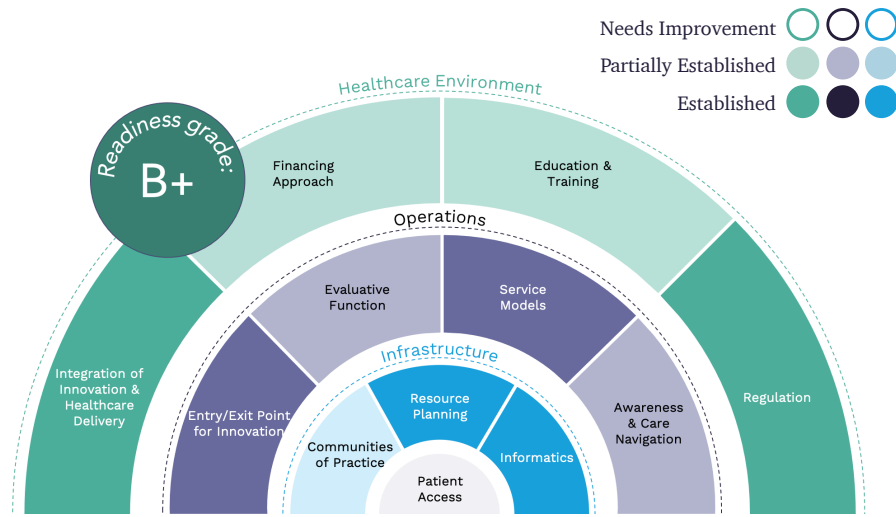 Needs Improvement
Partially Established
Established
Healthcare Environment
Readiness grade:
B+
Financing
Approach
Education &
Training
Operations
Evaluative
Function
Service
Models
Infrastructure
Integration of
Innovation &
Healthcare
Delivery
Regulation
Entry/Exit Point
for Innovation
Resource
Planning
Awareness
& Care
Navigation
Communities
of Practice
Informatics
Patient
Access